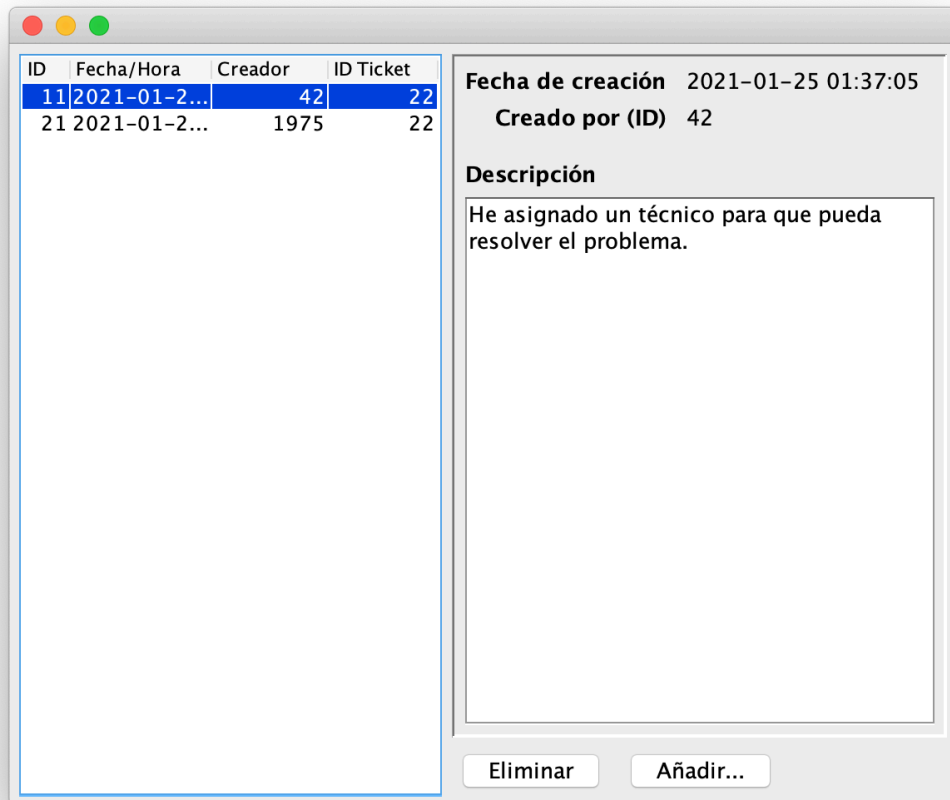 ID Fecha/Hora Creador ID Ticket
11 2021-01-2... 42 22
21 2021-01-2... 1975 22
Fecha de creación 2021-01-25 01:37:05
Creado por (ID) 42
Descripción
He asignado un técnico para que pueda
resolver el problema.
Eliminar Añadir...